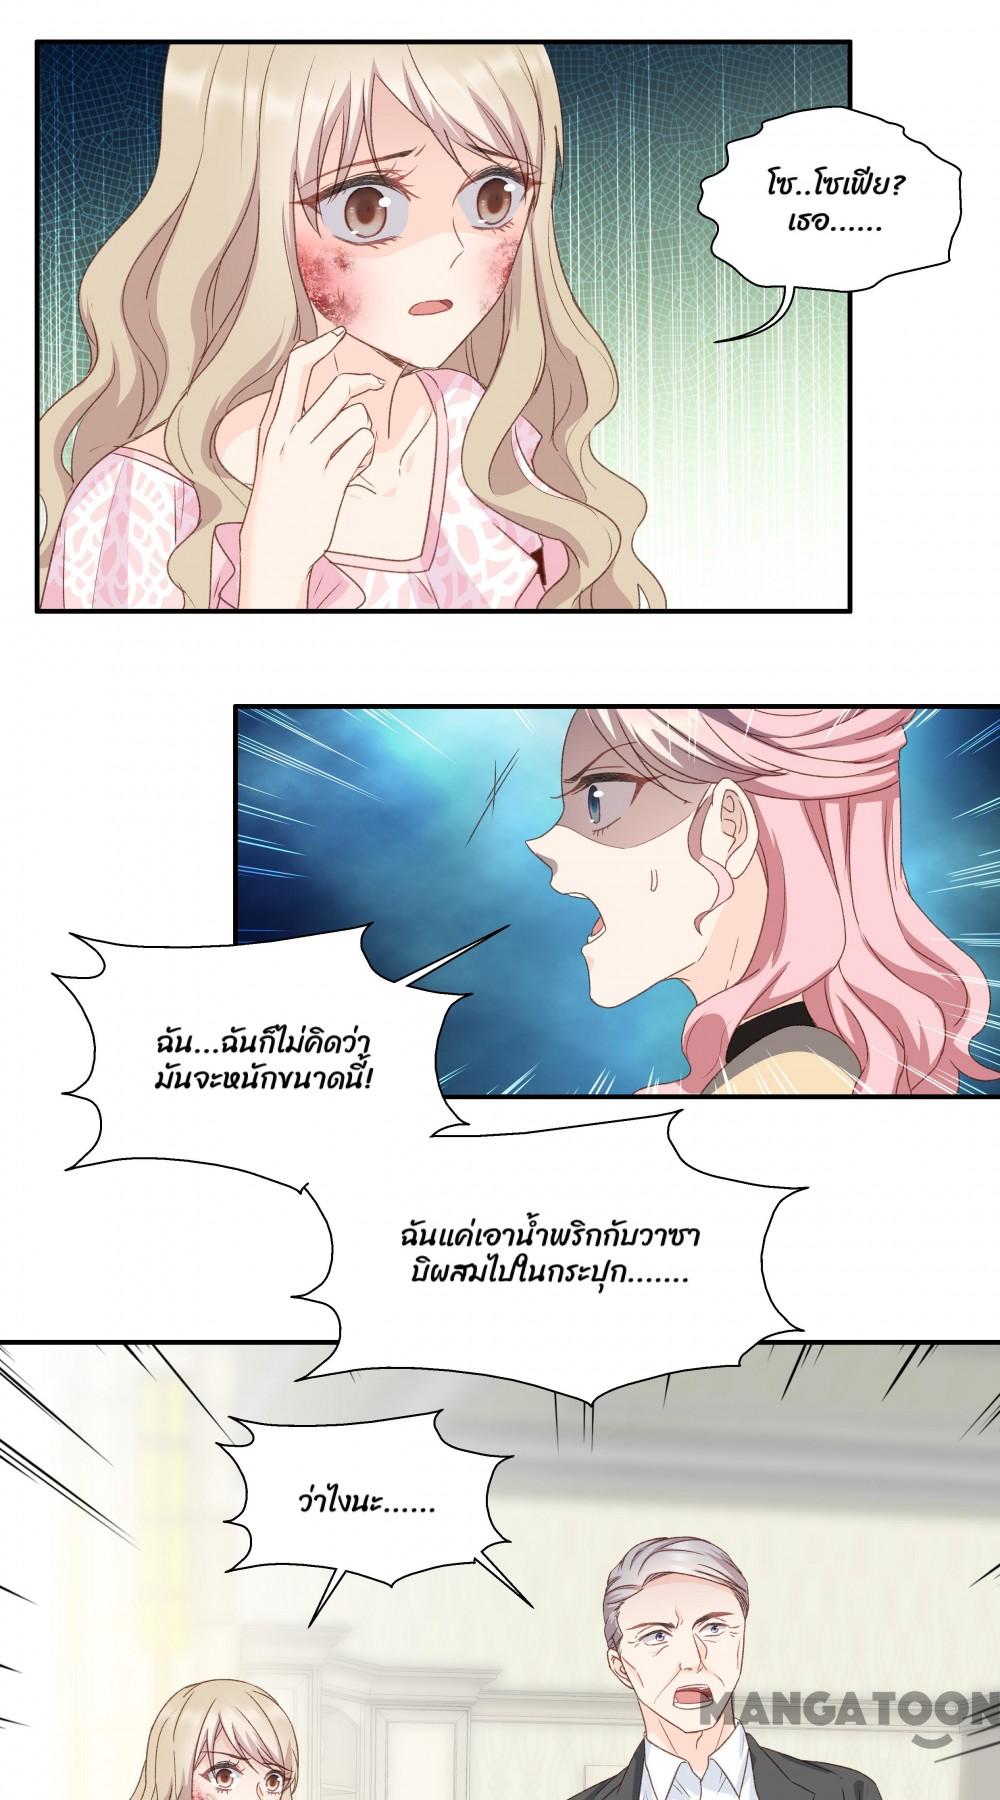 โซ..โซเฟีย?
เธอ......
ฉัน...ฉันก็ไม่คิดว่า
มันจะหนักขนาดนี้!
ฉันแค่เอาน้ำพริกกับวาซา
บิผสมไปในกระปุก.......
ว่าไงนะ......
MANGATOON